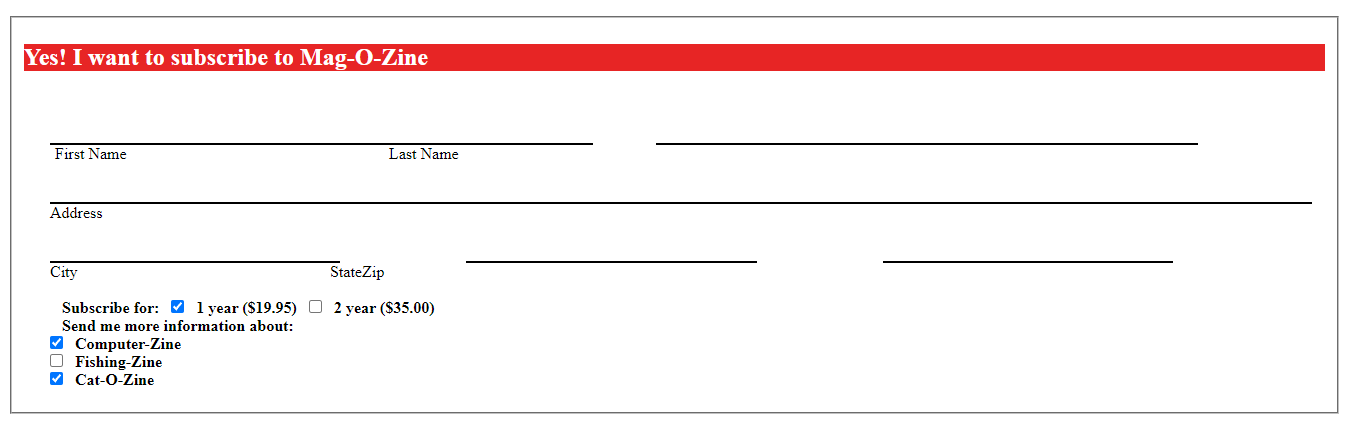 Yes! I want to subscribe to Mag-O-Zine
First Name Last Name
Address
City StateZip
Subscribe for: 1 year ($19.95) 2 year ($35.00)
Send me more information about:
Computer-Zine
Fishing-Zine
Cat-O-Zine